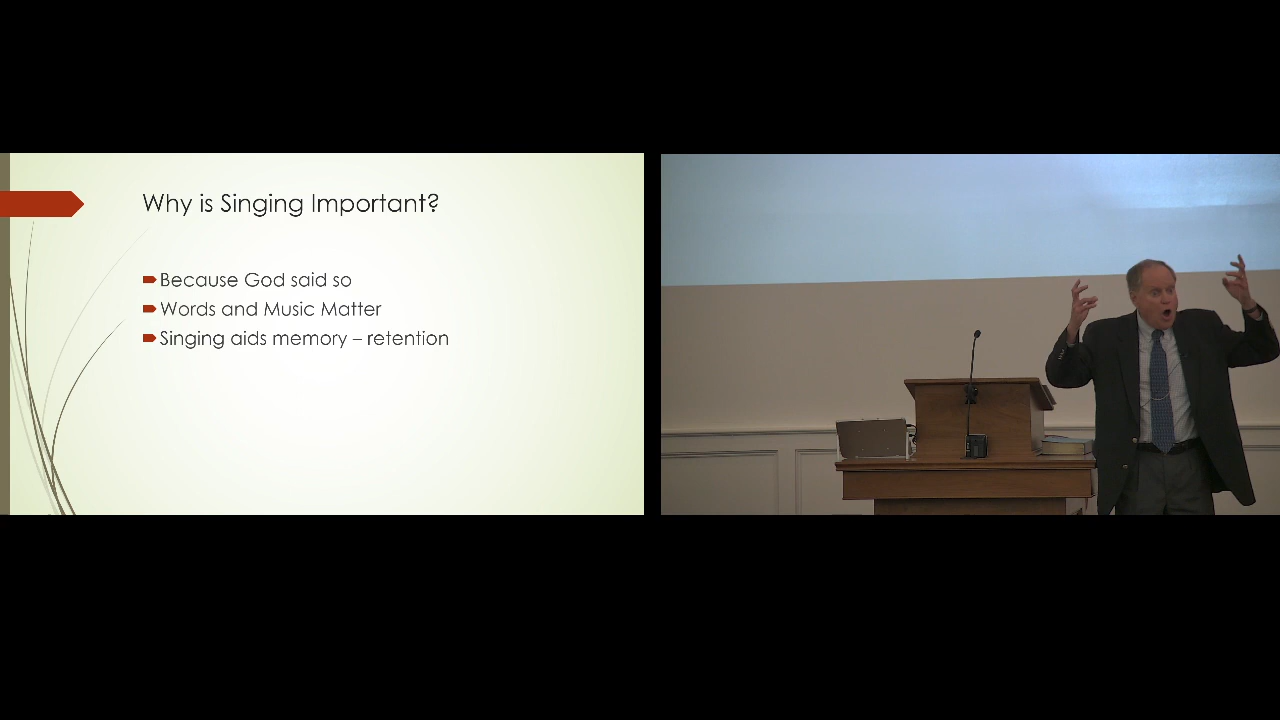 Why is Singing Important?
Because God said so
Words and Music Matter
Singing aids memory – retention